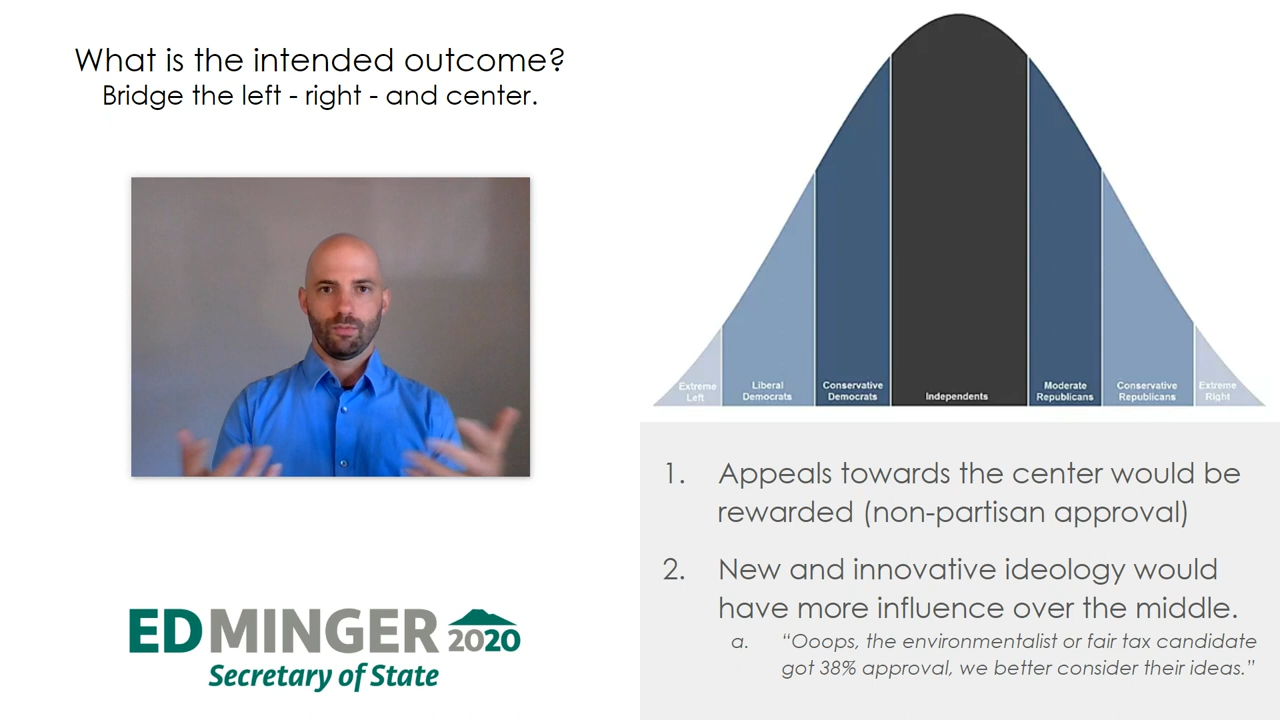 What is the intended outcome?
Bridge the left - right - and center.
Extreme Left
Liberal Democrats
Conservative Democrats
Independents
Moderate Republicans
Conservative Republicans
Extreme Right
1. Appeals towards the center would be
rewarded (non-partisan approval)
2. New and innovative ideology would
have more influence over the middle.
a. “Ooops, the environmentalist or fair tax candidate
got 38% approval, we better consider their ideas.”
EDMINGER 2020
Secretary of State